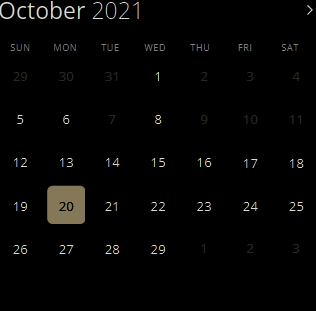 October 2021
SUN MON TUE WED THU FRI SAT
29 30 31 1 2 3 4
5 6 7 8 9 10 11
12 13 14 15 16 17 18
19 20 21 22 23 24 25
26 27 28 29 1 2 3